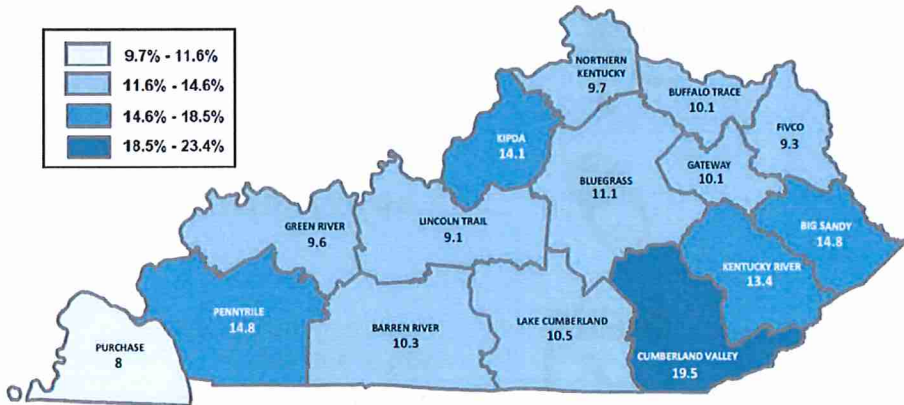 9.7% - 11.6%
11.6% - 14.6%
14.6% - 18.5%
18.5% - 23.4%
NORTHERN
KENTUCKY
9.7
BUFFALO TRACE
10.1
FIVCO
9.3
KIPDA
14.1
GATEWAY
10.1
BLUEGRASS
11.1
GREEN RIVER
9.6
LINCOLN TRAIL
9.1
BIG SANDY
14.8
KENTUCKY RIVER
13.4
PENNYRILE
14.8
BARREN RIVER
10.3
LAKE CUMBERLAND
10.5
PURCHASE
8
CUMBERLAND VALLEY
19.5